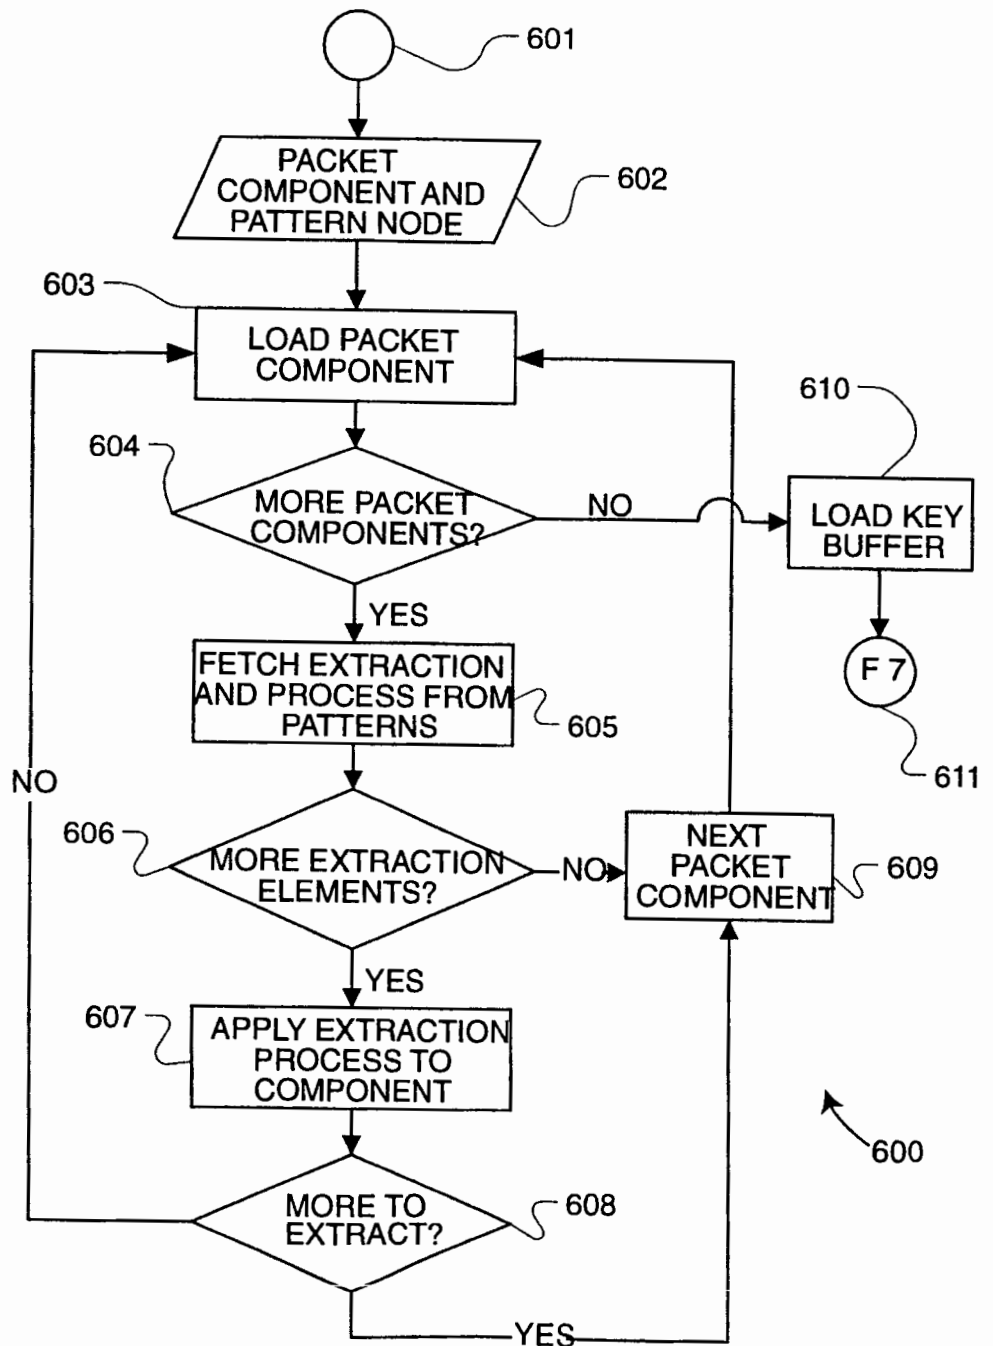 601
PACKET
COMPONENT AND
PATTERN NODE
602
603
LOAD PACKET
COMPONENT
610
604
MORE PACKET
COMPONENTS?
NO
LOAD KEY
BUFFER
YES
FETCH EXTRACTION
AND PROCESS FROM
PATTERNS
605
F 7
611
NO
606
MORE EXTRACTION
ELEMENTS?
NO
NEXT
PACKET
COMPONENT
609
YES
607
APPLY EXTRACTION
PROCESS TO
COMPONENT
600
MORE TO
EXTRACT?
608
YES